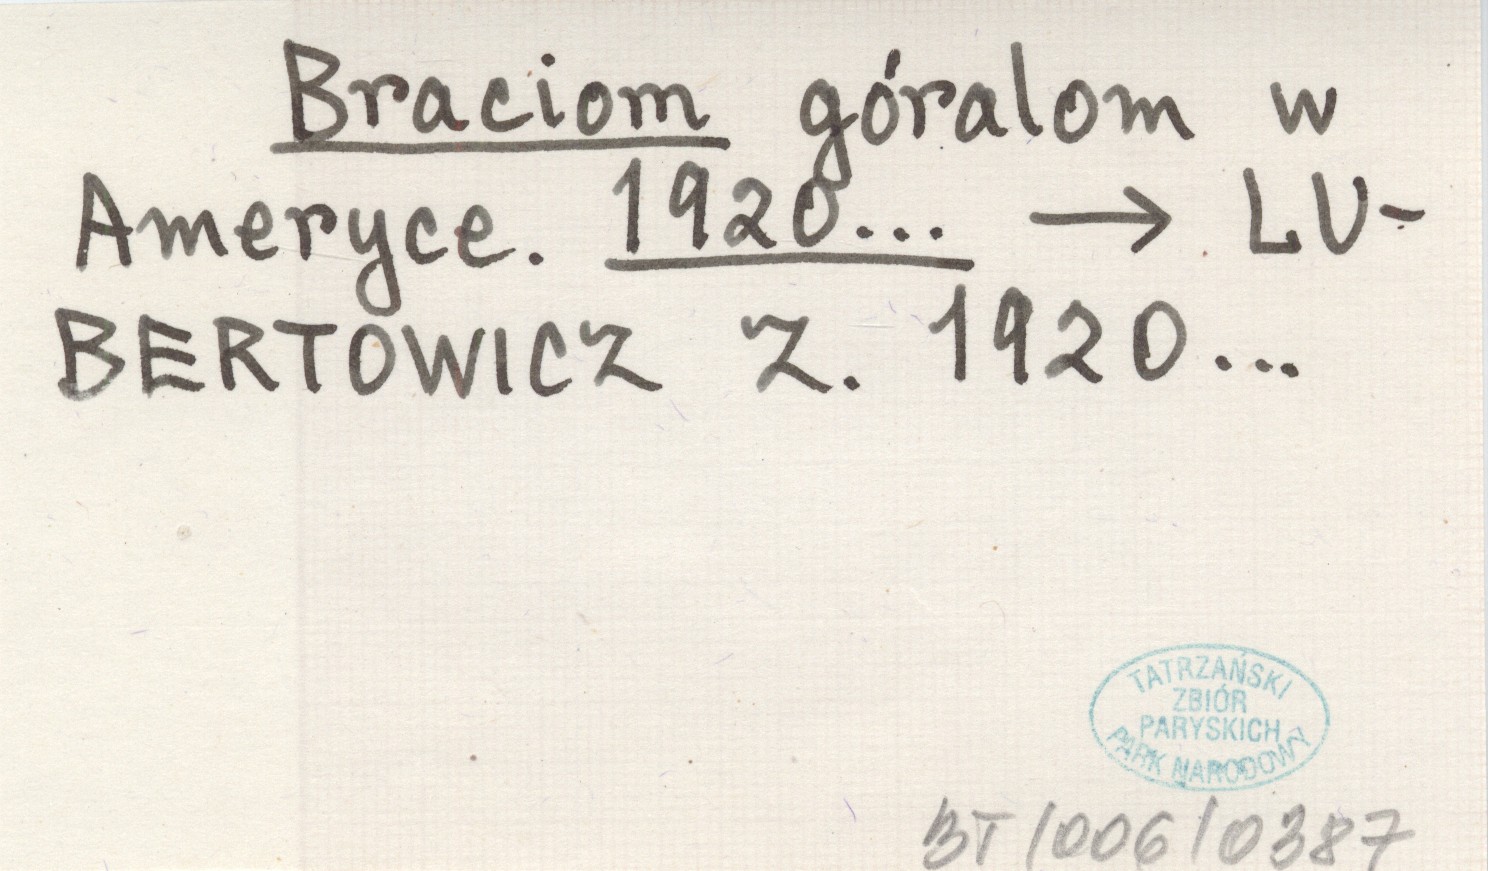 Braciom góralom w
Ameryce. 1920... → LU-
BERTOWICZ Z. 1920...
TATRZAŃSKI
ZBIÓR
PARYSKICH
PARK NARODOWY
BT/006/0387